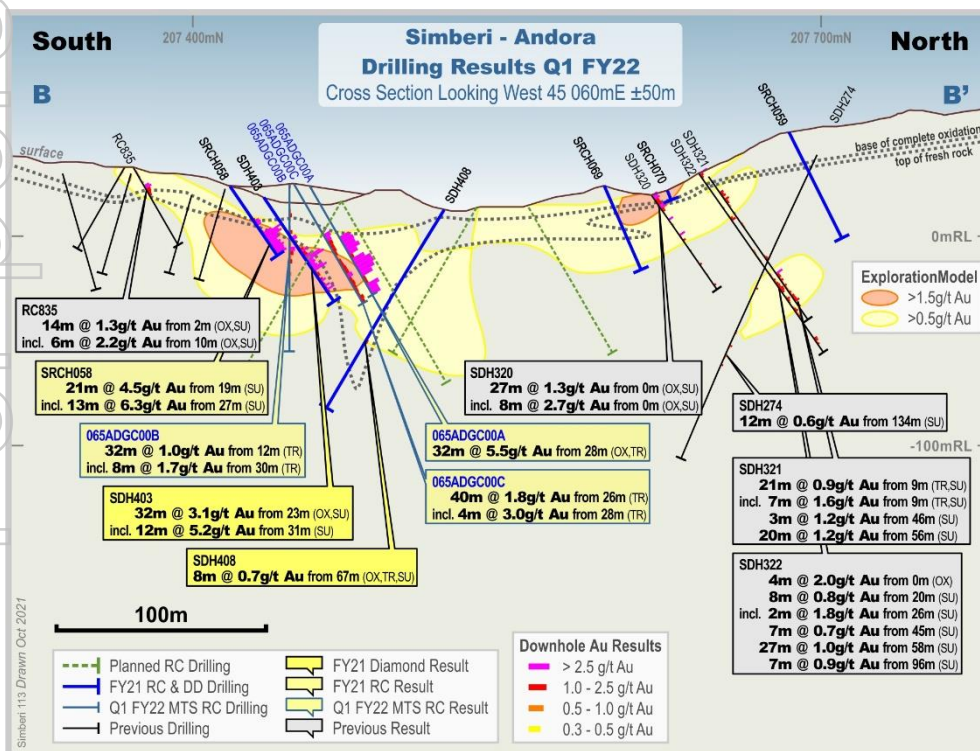 South
207 400mN
Simberi - Andora
Drilling Results Q1 FY22
Cross Section Looking West 45 060mE ±50m
207 700mN
North
B
B'
RC835
SRCH058
SDH403
065ADGC00B
065ADGC00C
065ADGC00A
SDH408
SRCH069
SDH320
SRCH070
SDH322
SDH321
SRCH059
SDH274
surface
base of complete oxidation
top of fresh rock
0mRL
-100mRL
ExplorationModel
>1.5g/t Au
>0.5g/t Au
RC835
14m @ 1.3g/t Au from 2m (OX,SU)
incl. 6m @ 2.2g/t Au from 10m (OX,SU)
SRCH058
21m @ 4.5g/t Au from 19m (SU)
incl. 13m @ 6.3g/t Au from 27m (SU)
065ADGC00B
32m @ 1.0g/t Au from 12m (TR)
incl. 8m @ 1.7g/t Au from 30m (TR)
SDH403
32m @ 3.1g/t Au from 23m (OX,SU)
incl. 12m @ 5.2g/t Au from 31m (SU)
SDH408
8m @ 0.7g/t Au from 67m (OX,TR,SU)
065ADGC00A
32m @ 5.5g/t Au from 28m (OX,TR)
065ADGC00C
40m @ 1.8g/t Au from 26m (TR)
incl. 4m @ 3.0g/t Au from 28m (TR)
SDH320
27m @ 1.3g/t Au from 0m (OX,SU)
incl. 8m @ 2.7g/t Au from 0m (OX,SU)
SDH274
12m @ 0.6g/t Au from 134m (SU)
SDH321
21m @ 0.9g/t Au from 9m (TR,SU)
incl. 7m @ 1.6g/t Au from 9m (TR,SU)
3m @ 1.2g/t Au from 46m (SU)
20m @ 1.2g/t Au from 56m (SU)
SDH322
4m @ 2.0g/t Au from 0m (OX)
8m @ 0.8g/t Au from 20m (SU)
incl. 2m @ 1.8g/t Au from 26m (SU)
7m @ 0.7g/t Au from 45m (SU)
27m @ 1.0g/t Au from 58m (SU)
7m @ 0.9g/t Au from 96m (SU)
100m
Planned RC Drilling
FY21 RC & DD Drilling
Q1 FY22 MTS RC Drilling
Previous Drilling
FY21 Diamond Result
FY21 RC Result
Q1 FY22 MTS RC Result
Previous Result
Downhole Au Results
> 2.5 g/t Au
1.0 - 2.5 g/t Au
0.5 - 1.0 g/t Au
0.3 - 0.5 g/t Au
Simberi 113 Drawn Oct 2021